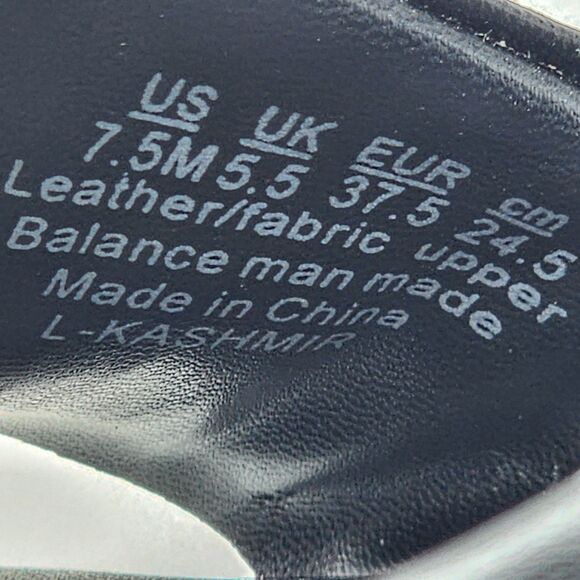 US UK EUR cm
7.5M 5.5 37.5 24.5
Leather/fabric upper
Balance man made
Made in China
L-KASHMIR